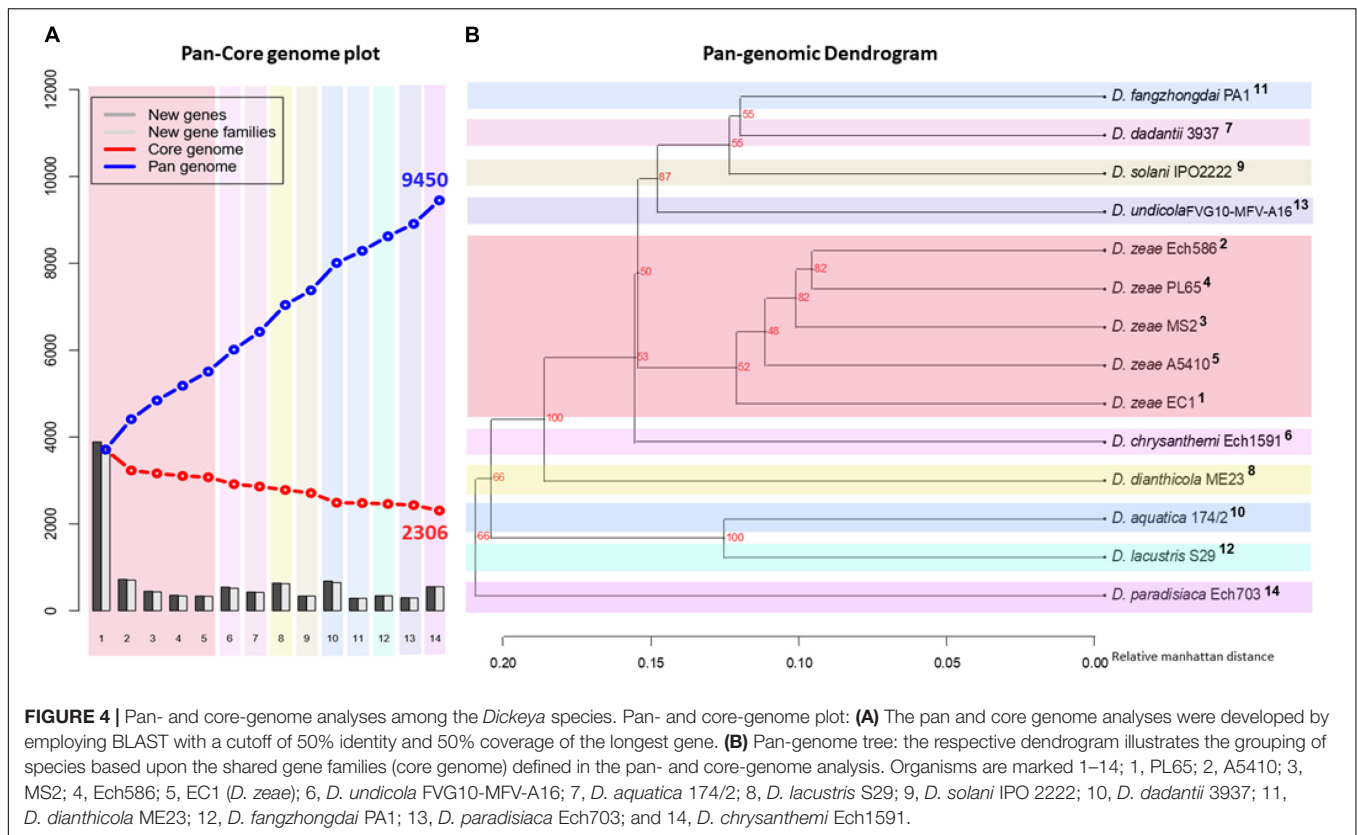 A
Pan-Core genome plot
12000
10000
8000
6000
4000
2000
0
New genes
New gene families
Core genome
Pan genome
9450
2306
1 2 3 4 5 6 7 8 9 10 11 12 13 14
B
Pan-genomic Dendrogram
D. fangzhongdai PA1 11
D. dadantii 3937 7
D. solani IPO2222 9
D. undicolaFVG10-MFV-A16 13
D. zeae Ech586 2
D. zeae PL65 4
D. zeae MS2 3
D. zeae A5410 5
D. zeae EC1 1
D. chrysanthemi Ech1591 6
D. dianthicola ME23 8
D. aquatica 174/2 10
D. lacustris S29 12
D. paradisiaca Ech703 14
55
55
87
50
82
82
48
53
52
100
66
66
100
0.20 0.15 0.10 0.05 0.00 Relative manhattan distance
FIGURE 4 | Pan- and core-genome analyses among the Dickeya species. Pan- and core-genome plot: (A) The pan and core genome analyses were developed by
employing BLAST with a cutoff of 50% identity and 50% coverage of the longest gene. (B) Pan-genome tree: the respective dendrogram illustrates the grouping of
species based upon the shared gene families (core genome) defined in the pan- and core-genome analysis. Organisms are marked 1–14; 1, PL65; 2, A5410; 3,
MS2; 4, Ech586; 5, EC1 (D. zeae); 6, D. undicola FVG10-MFV-A16; 7, D. aquatica 174/2; 8, D. lacustris S29; 9, D. solani IPO 2222; 10, D. dadantii 3937; 11,
D. dianthicola ME23; 12, D. fangzhongdai PA1; 13, D. paradisiaca Ech703; and 14, D. chrysanthemi Ech1591.